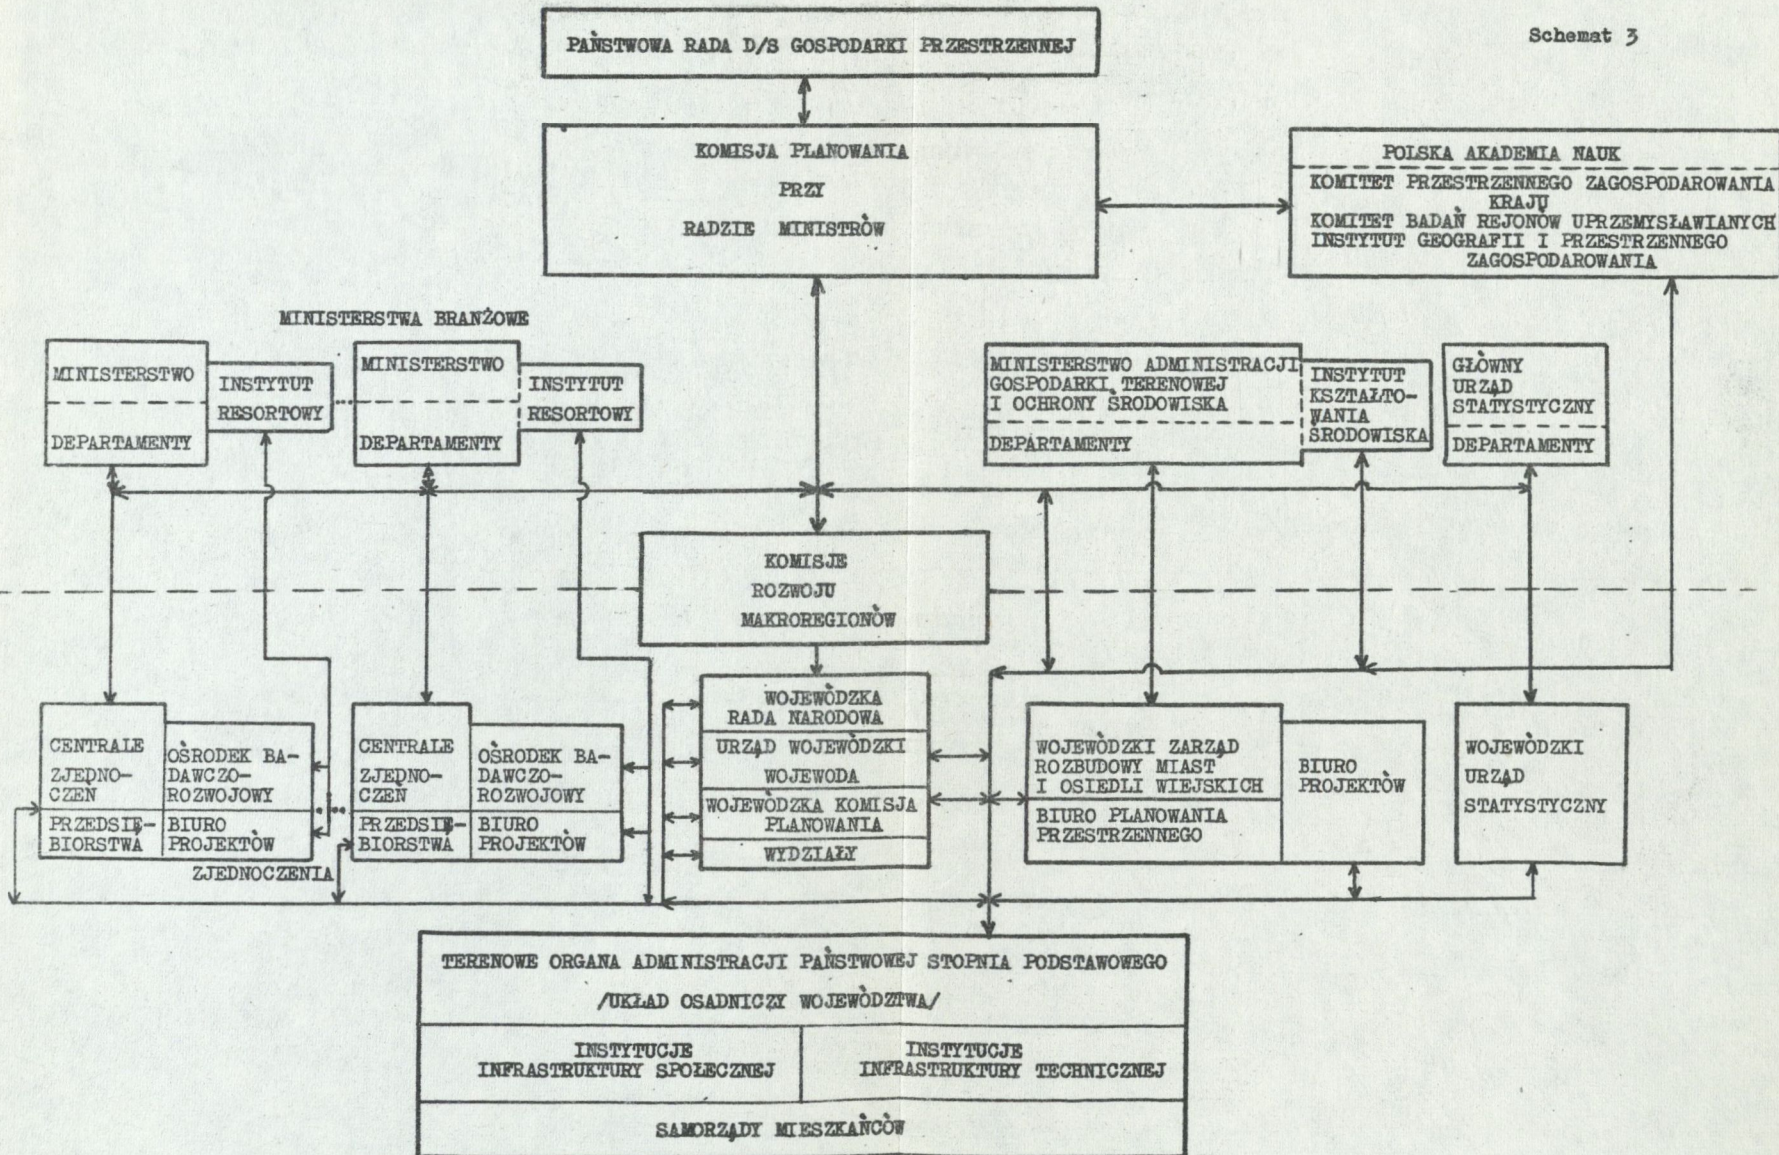 Schemat 3
PAŃSTWOWA RADA D/S GOSPODARKI PRZESTRZENNEJ
KOMISJA PLANOWANIA
PRZY
RADZIE MINISTRÓW
POLSKA AKADEMIA NAUK
KOMITET PRZESTRZENNEGO ZAGOSPODAROWANIA
KRAJU
KOMITET BADAŃ REJONÓW UPRZEMYSŁAWIANYCH
INSTYTUT GEOGRAFII I PRZESTRZENNEGO
ZAGOSPODAROWANIA
MINISTERSTWA BRANŻOWE
MINISTERSTWO
DEPARTAMENTY
INSTYTUT
RESORTOWY
MINISTERSTWO
DEPARTAMENTY
INSTYTUT
RESORTOWY
MINISTERSTWO ADMINISTRACJI
GOSPODARKI TERENOWEJ
I OCHRONY ŚRODOWISKA
DEPARTAMENTY
INSTYTUT
KSZTAŁTO-
WANIA
ŚRODOWISKA
GŁÓWNY
URZĄD
STATYSTYCZNY
DEPARTAMENTY
KOMISJE
ROZWOJU
MAKROREGIONÓW
CENTRALE
ZJEDNO-
CZEŃ
OŚRODEK BA-
DAWCZO-
ROZWOJOWY
PRZEDSIĘ-
BIORSTWA
BIURO
PROJEKTÓW
CENTRALE
ZJEDNO-
CZEŃ
OŚRODEK BA-
DAWCZO-
ROZWOJOWY
PRZEDSIĘ-
BIORSTWA
BIURO
PROJEKTÓW
ZJEDNOCZENIA
WOJEWÓDZKA
RADA NARODOWA
URZĄD WOJEWÓDZKI
WOJEWODA
WOJEWÓDZKA KOMISJA
PLANOWANIA
WYDZIAŁY
WOJEWÓDZKI ZARZĄD
ROZBUDOWY MIAST
I OSIEDLI WIEJSKICH
BIURO PLANOWANIA
PRZESTRZENNEGO
BIURO
PROJEKTÓW
WOJEWÓDZKI
URZĄD
STATYSTYCZNY
TERENOWE ORGANA ADMINISTRACJI PAŃSTWOWEJ STOPNIA PODSTAWOWEGO
/UKŁAD OSADNICZY WOJEWÓDZTWA/
INSTYTUCJE
INFRASTRUKTURY SPOŁECZNEJ
INSTYTUCJE
INFRASTRUKTURY TECHNICZNEJ
SAMORZĄDY MIESZKAŃCÓW